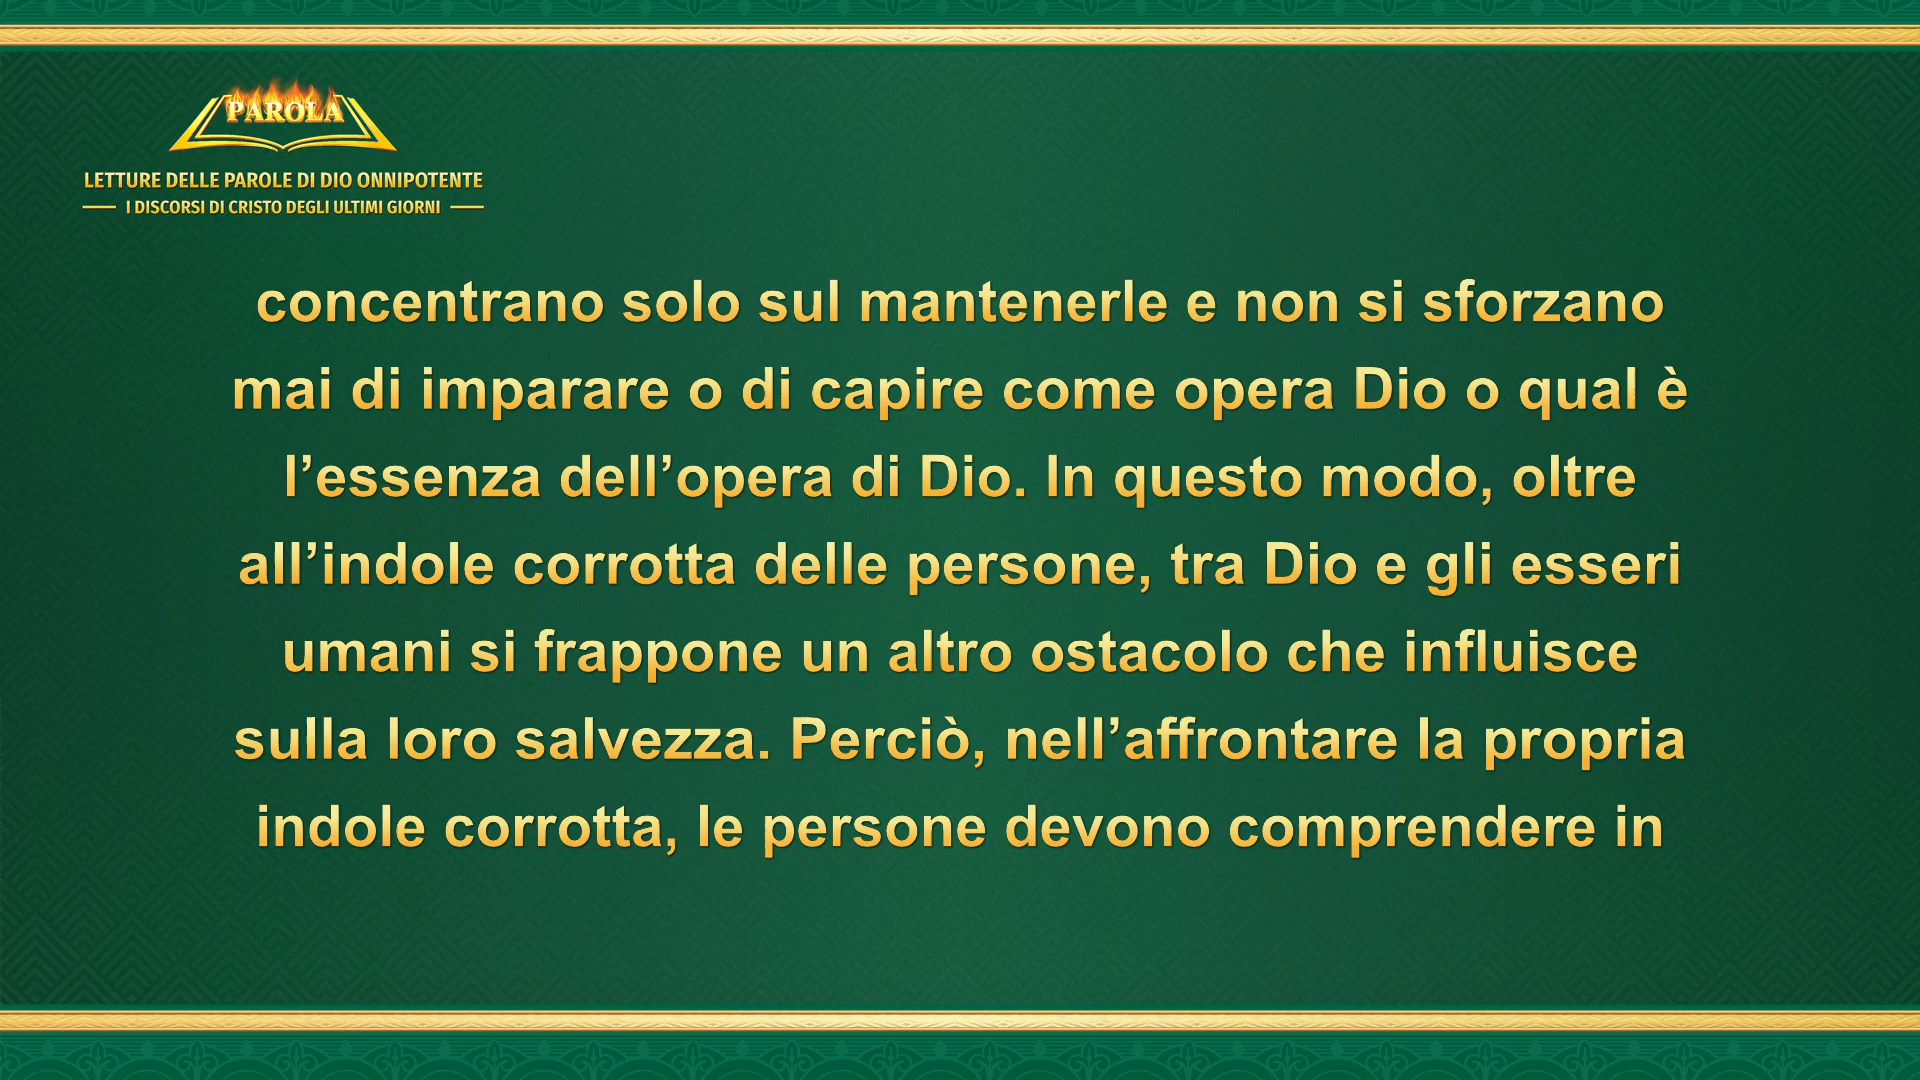 PAROLA
LETTURE DELLE PAROLE DI DIO ONNIPOTENTE
I DISCORSI DI CRISTO DEGLI ULTIMI GIORNI
concentrano solo sul mantenerle e non si sforzano
mai di imparare o di capire come opera Dio o qual è
l’essenza dell’opera di Dio. In questo modo, oltre
all’indole corrotta delle persone, tra Dio e gli esseri
umani si frappone un altro ostacolo che influisce
sulla loro salvezza. Perciò, nell’affrontare la propria
indole corrotta, le persone devono comprendere in